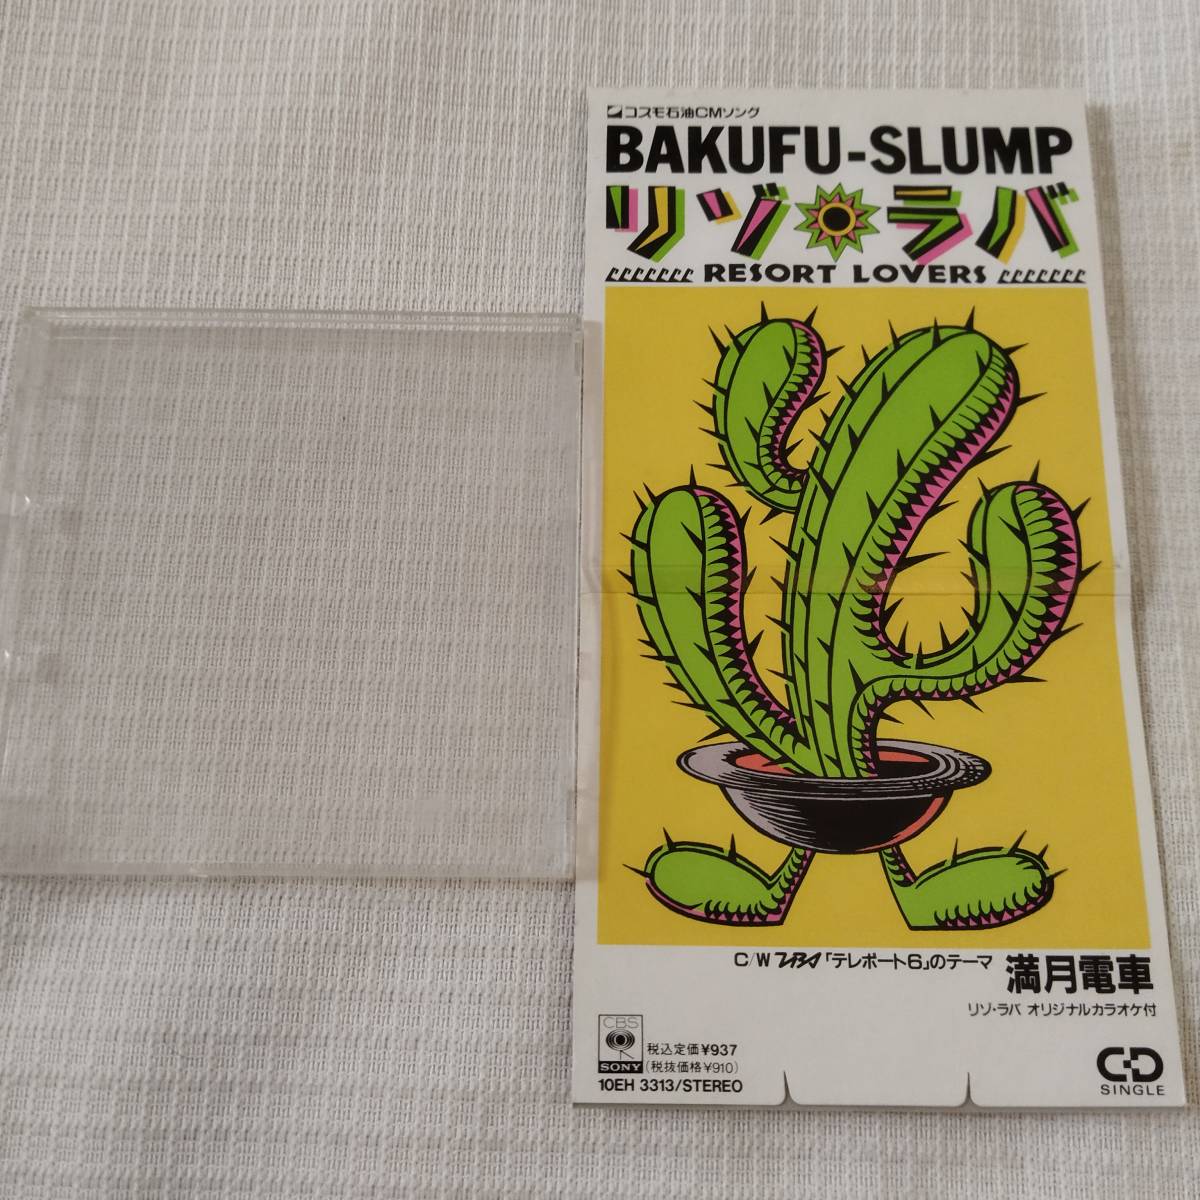 コスモ石油CMソング
BAKUFU-SLUMP
リゾ・ラバ
RESORT LOVERS
C/W TBS「テレポート6」のテーマ 満月電車
リゾ・ラバ オリジナルカラオケ付
CBS
SONY
税込定価¥937
(税抜価格¥910)
10EH 3313/STEREO
CD
SINGLE